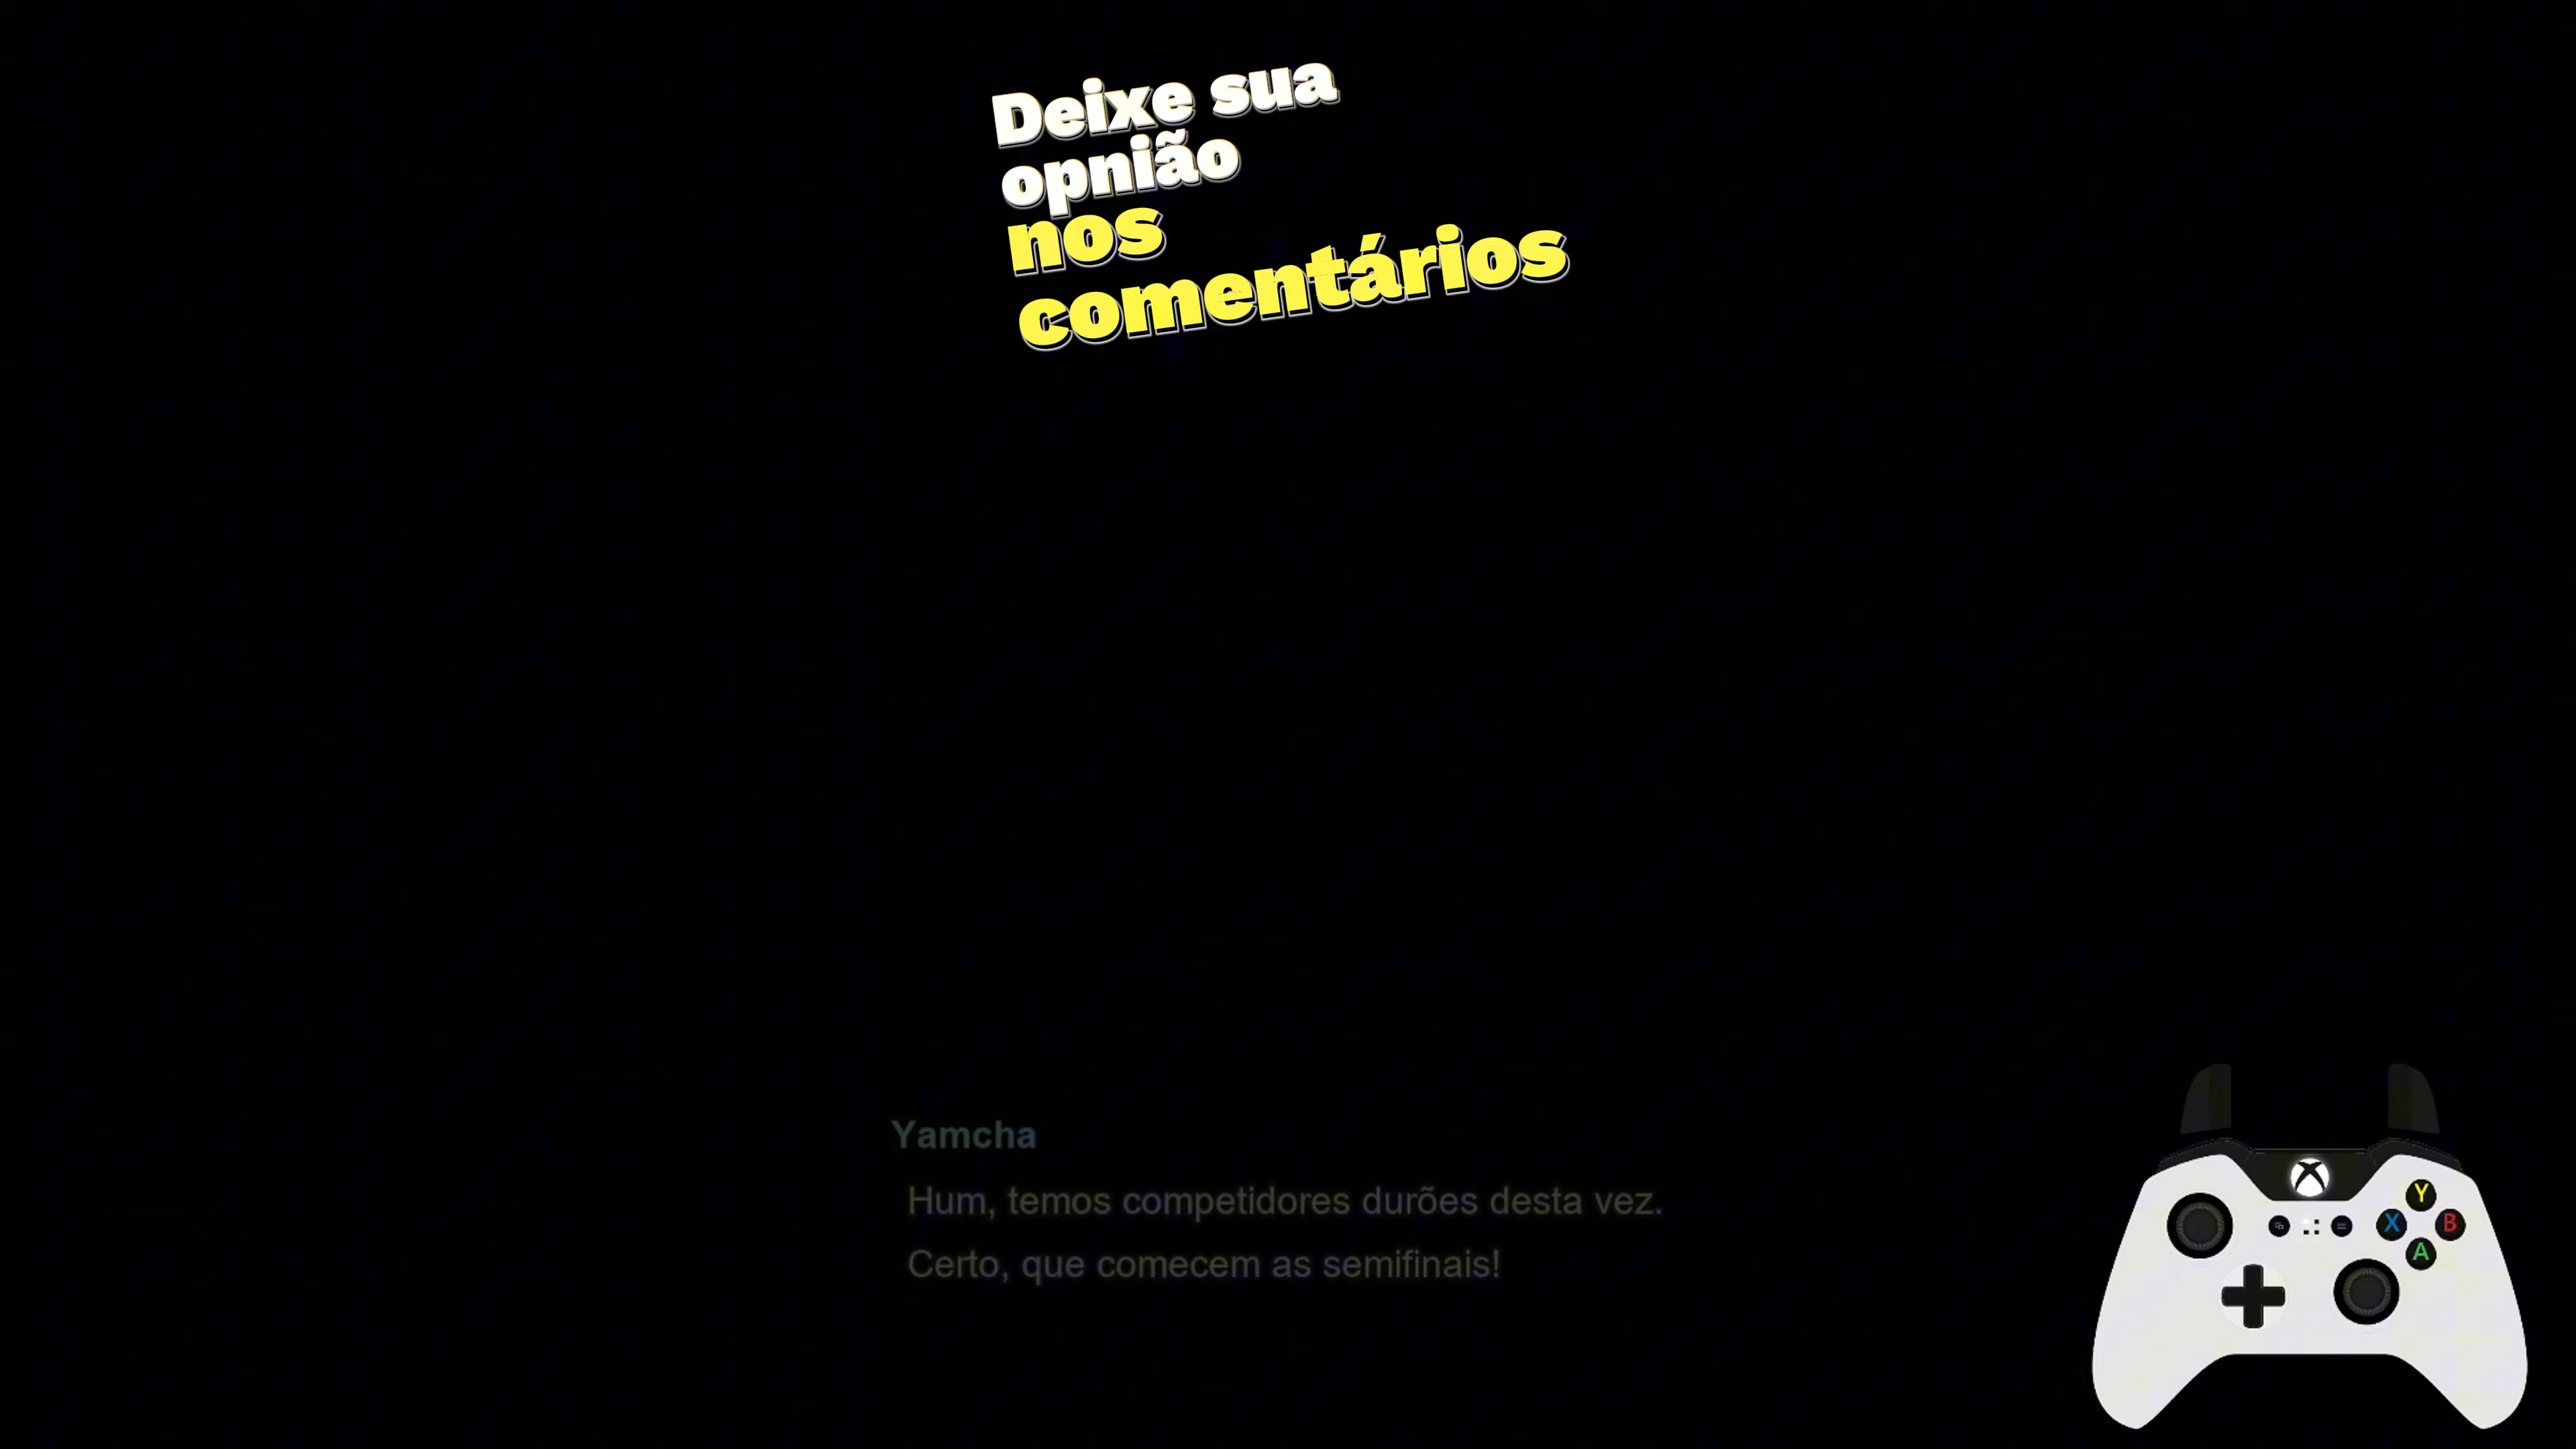 Deixe sua
opnião
nos
comentários
Yamcha
Hum, temos competidores durões desta vez.
Certo, que comecem as semifinais!
Y
X B
A